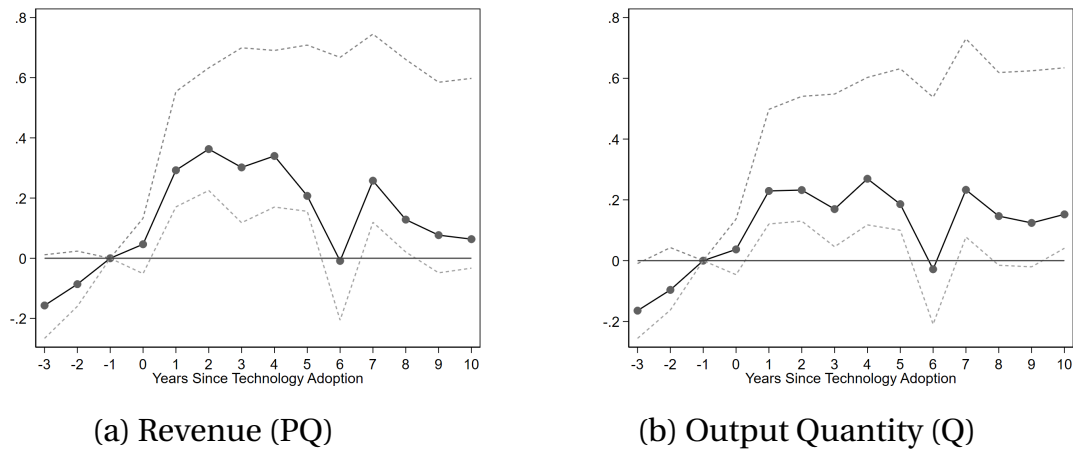 .8
.6
.4
.2
0
-.2
-3 -2 -1 0 1 2 3 4 5 6 7 8 9 10
Years Since Technology Adoption
(a) Revenue (PQ)
.8
.6
.4
.2
0
-.2
-3 -2 -1 0 1 2 3 4 5 6 7 8 9 10
Years Since Technology Adoption
(b) Output Quantity (Q)